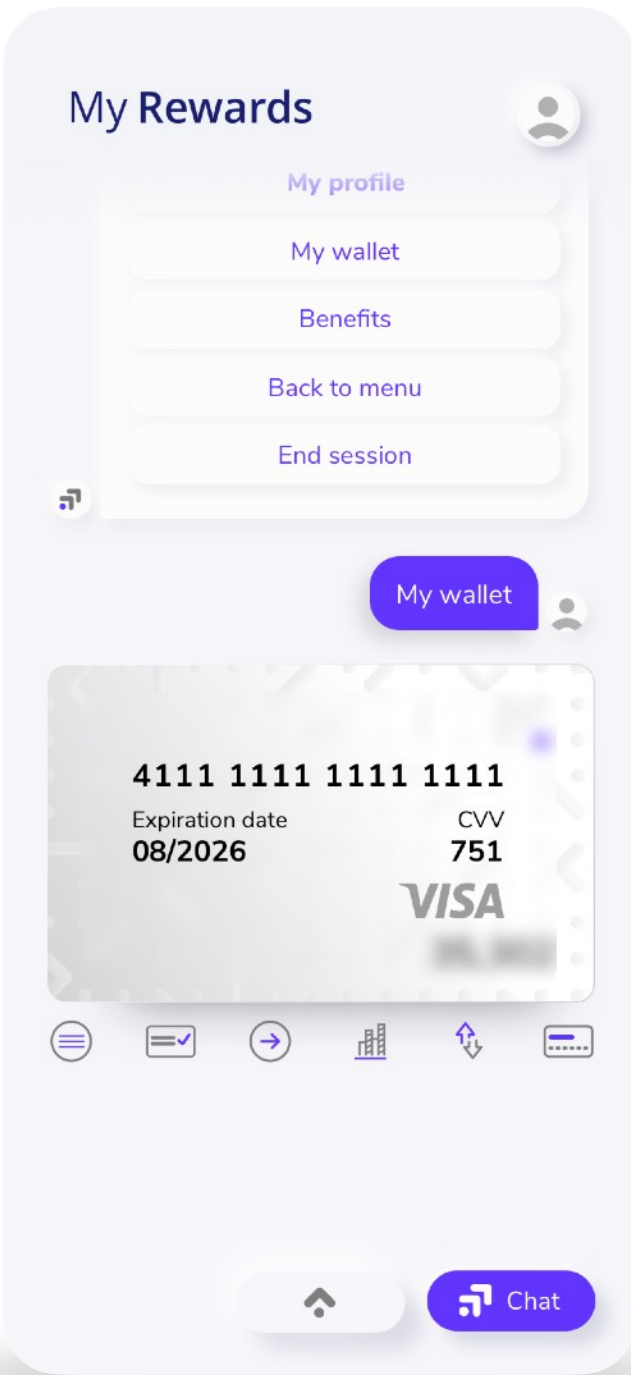 My Rewards
My profile
My wallet
Benefits
Back to menu
End session
My wallet
4111 1111 1111 1111
Expiration date CVV
08/2026 751
VISA
Chat